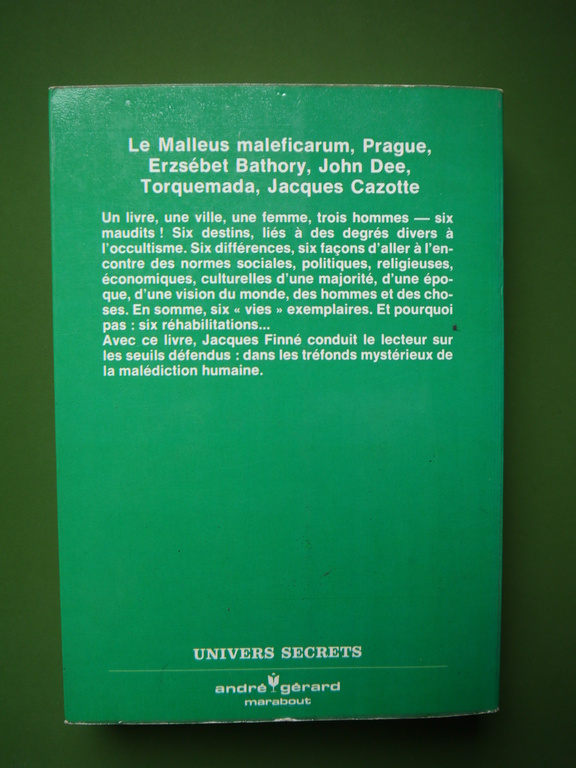 Le Malleus maleficarum, Prague,
Erzsébet Bathory, John Dee,
Torquemada, Jacques Cazotte
Un livre, une ville, une femme, trois hommes — six
maudits ! Six destins, liés à des degrés divers à
l'occultisme. Six différences, six façons d'aller à l'en-
contre des normes sociales, politiques, religieuses,
économiques, culturelles d'une majorité, d'une épo-
que, d'une vision du monde, des hommes et des cho-
ses. En somme, six « vies » exemplaires. Et pourquoi
pas : six réhabilitations...
Avec ce livre, Jacques Finné conduit le lecteur sur
les seuils défendus : dans les tréfonds mystérieux de
la malédiction humaine.
UNIVERS SECRETS
andré gérard
marabout